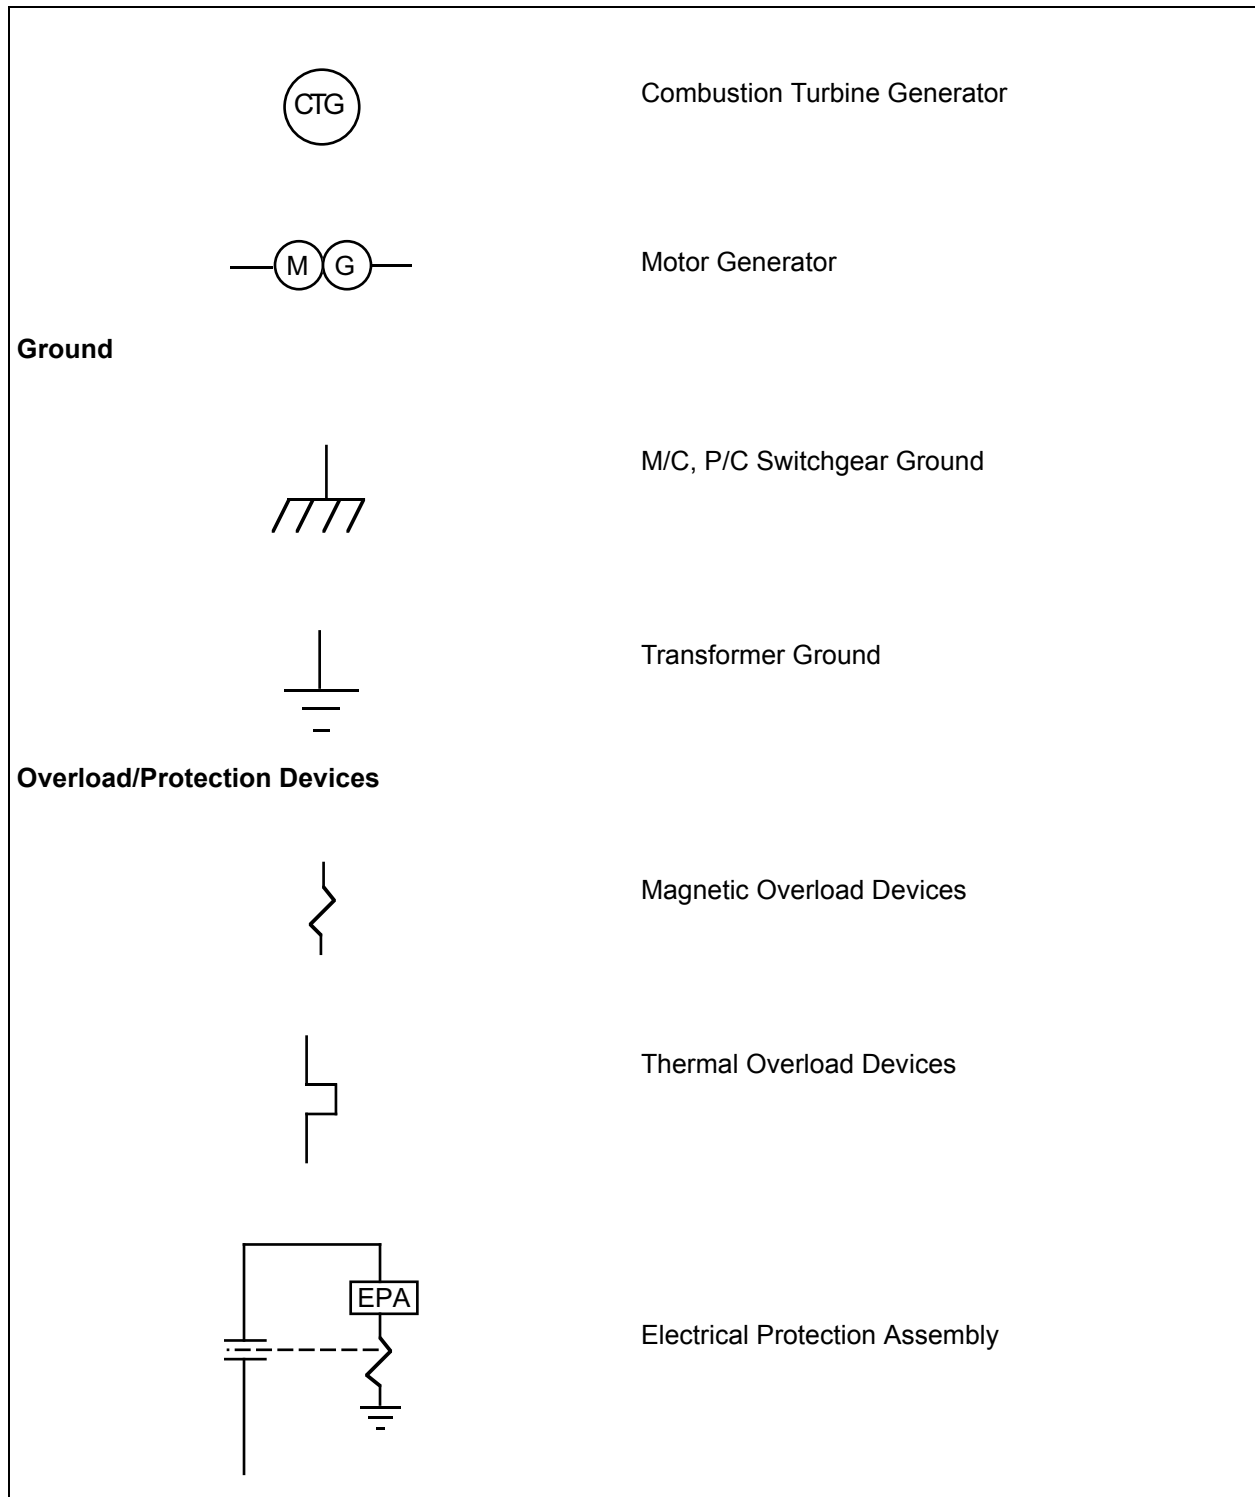 CTG Combustion Turbine Generator
M G Motor Generator
Ground
M/C, P/C Switchgear Ground
Transformer Ground
Overload/Protection Devices
Magnetic Overload Devices
Thermal Overload Devices
EPA
Electrical Protection Assembly